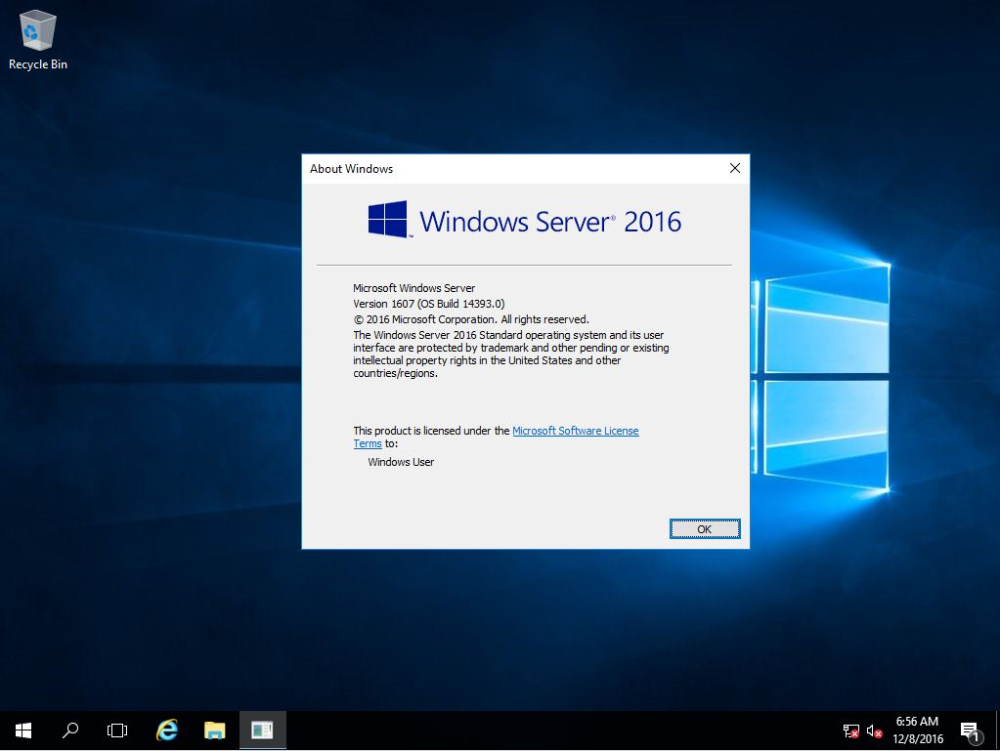 Recycle Bin
About Windows
Windows Server® 2016
Microsoft Windows Server
Version 1607 (OS Build 14393.0)
© 2016 Microsoft Corporation. All rights reserved.
The Windows Server 2016 Standard operating system and its user
interface are protected by trademark and other pending or existing
intellectual property rights in the United States and other
countries/regions.
This product is licensed under the Microsoft Software License
Terms to:
Windows User
OK
6:56 AM
12/8/2016
1